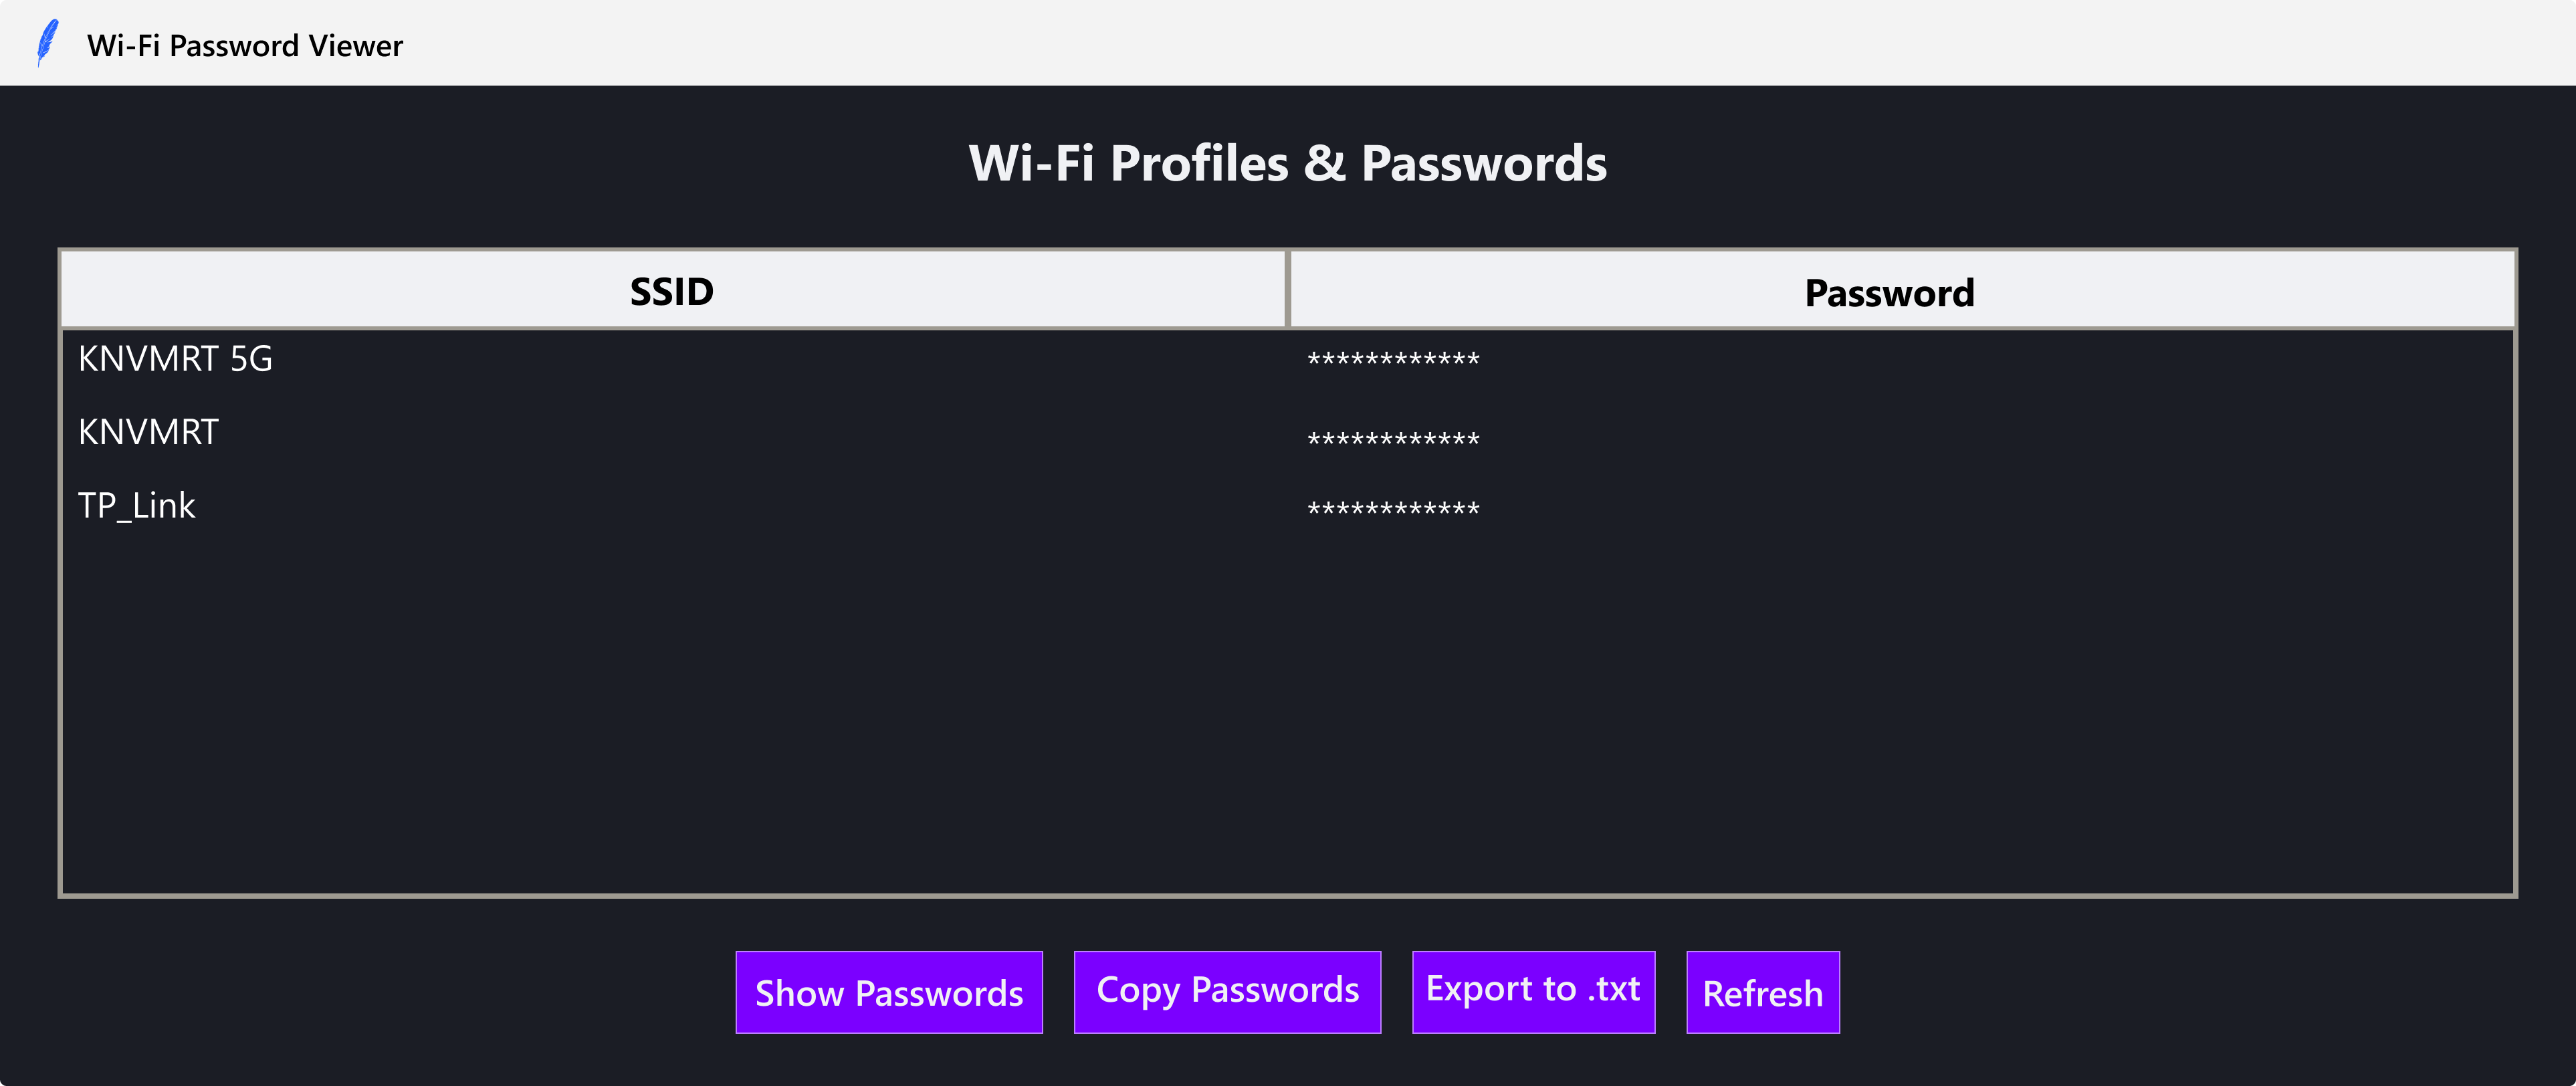 Wi-Fi Password Viewer
Wi-Fi Profiles & Passwords
SSID Password
KNVMRT 5G ************
KNVMRT ************
TP_Link ************
Show Passwords Copy Passwords Export to .txt Refresh